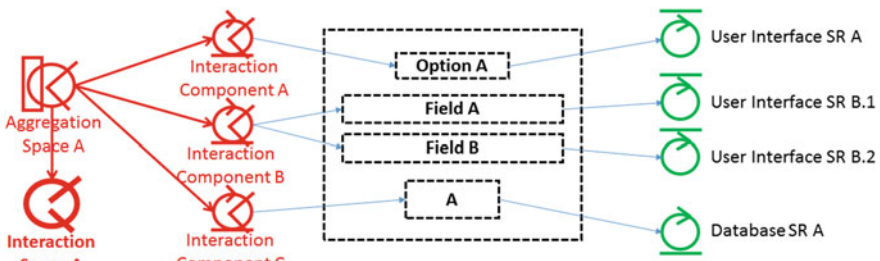 Aggregation
Space A
Interaction
Interaction
Component A
Interaction
Component B
Interaction
Option A
Field A
Field B
A
User Interface SR A
User Interface SR B.1
User Interface SR B.2
Database SR A